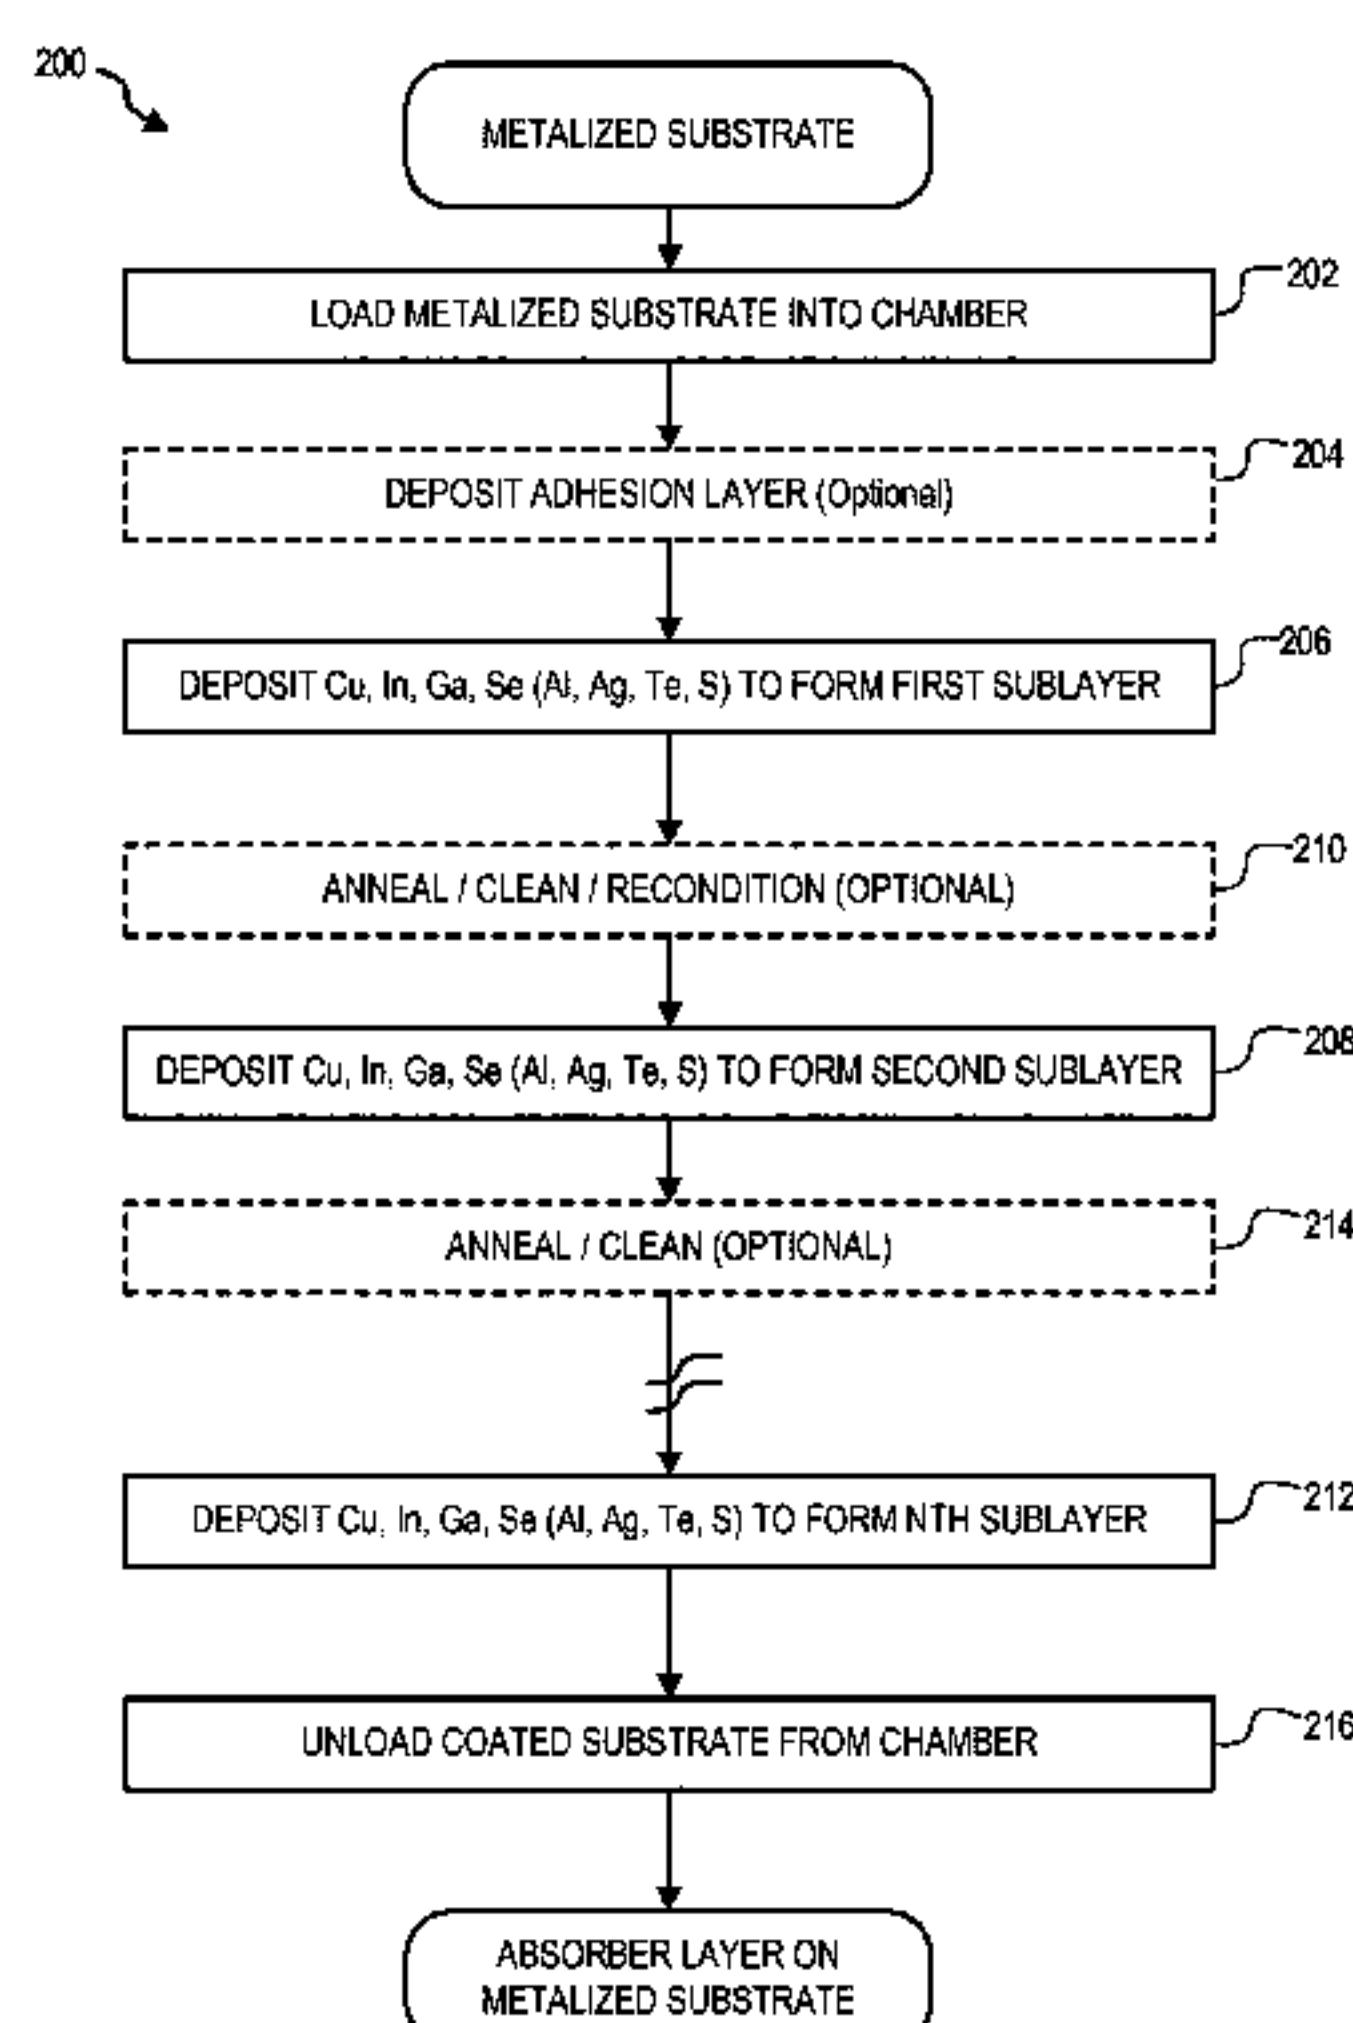 200
METALIZED SUBSTRATE
202
LOAD METALIZED SUBSTRATE INTO CHAMBER
204
DEPOSIT ADHESION LAYER (Optional)
206
DEPOSIT Cu, In, Ga, Se (Al, Ag, Te, S) TO FORM FIRST SUBLAYER
210
ANNEAL / CLEAN / RECONDITION (OPTIONAL)
208
DEPOSIT Cu, In, Ga, Se (Al, Ag, Te, S) TO FORM SECOND SUBLAYER
214
ANNEAL / CLEAN (OPTIONAL)
212
DEPOSIT Cu, In, Ga, Se (Al, Ag, Te, S) TO FORM NTH SUBLAYER
216
UNLOAD COATED SUBSTRATE FROM CHAMBER
ABSORBER LAYER ON
METALIZED SUBSTRATE